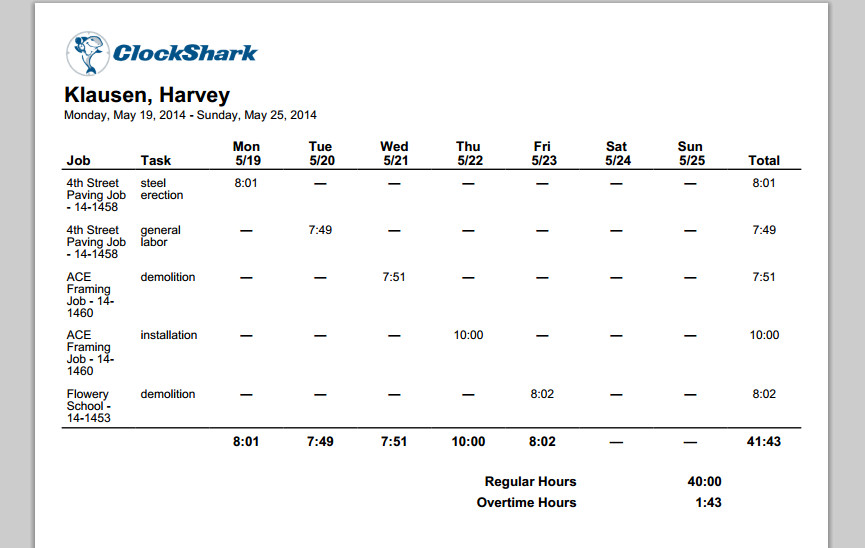 ClockShark
Klausen, Harvey
Monday, May 19, 2014 - Sunday, May 25, 2014
Mon Tue Wed Thu Fri Sat Sun
Job Task 5/19 5/20 5/21 5/22 5/23 5/24 5/25 Total
4th Street steel 8:01 — — — — — — 8:01
Paving Job erection
- 14-1458
4th Street general — 7:49 — — — — — 7:49
Paving Job labor
- 14-1458
ACE demolition — — 7:51 — — — — 7:51
Framing
Job - 14-
1460
ACE installation — — — 10:00 — — — 10:00
Framing
Job - 14-
1460
Flowery demolition — — — — 8:02 — — 8:02
School -
14-1453
8:01 7:49 7:51 10:00 8:02 — — 41:43
Regular Hours 40:00
Overtime Hours 1:43